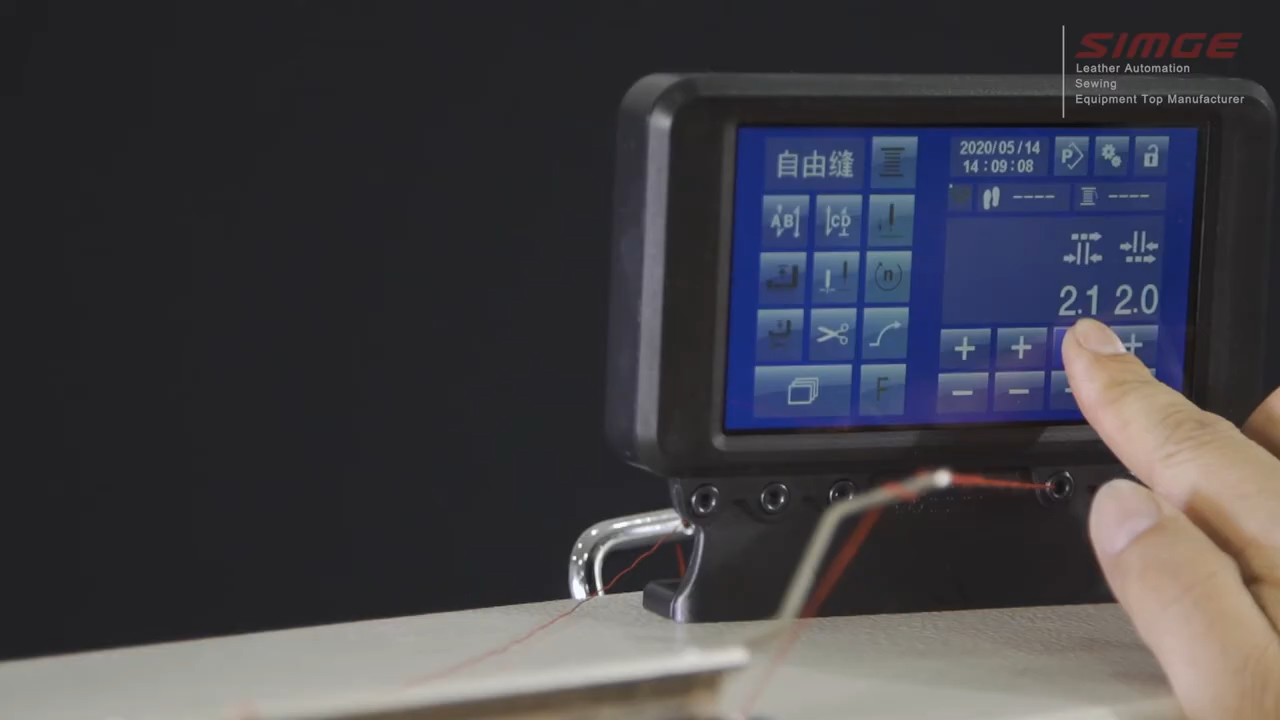 SIMGE
Leather Automation
Sewing
Equipment Top Manufacturer
自由缝
2020/05/14
14:09:08
P
----
----
AB
CD
n
2.1 2.0
+ + +
- - -
F